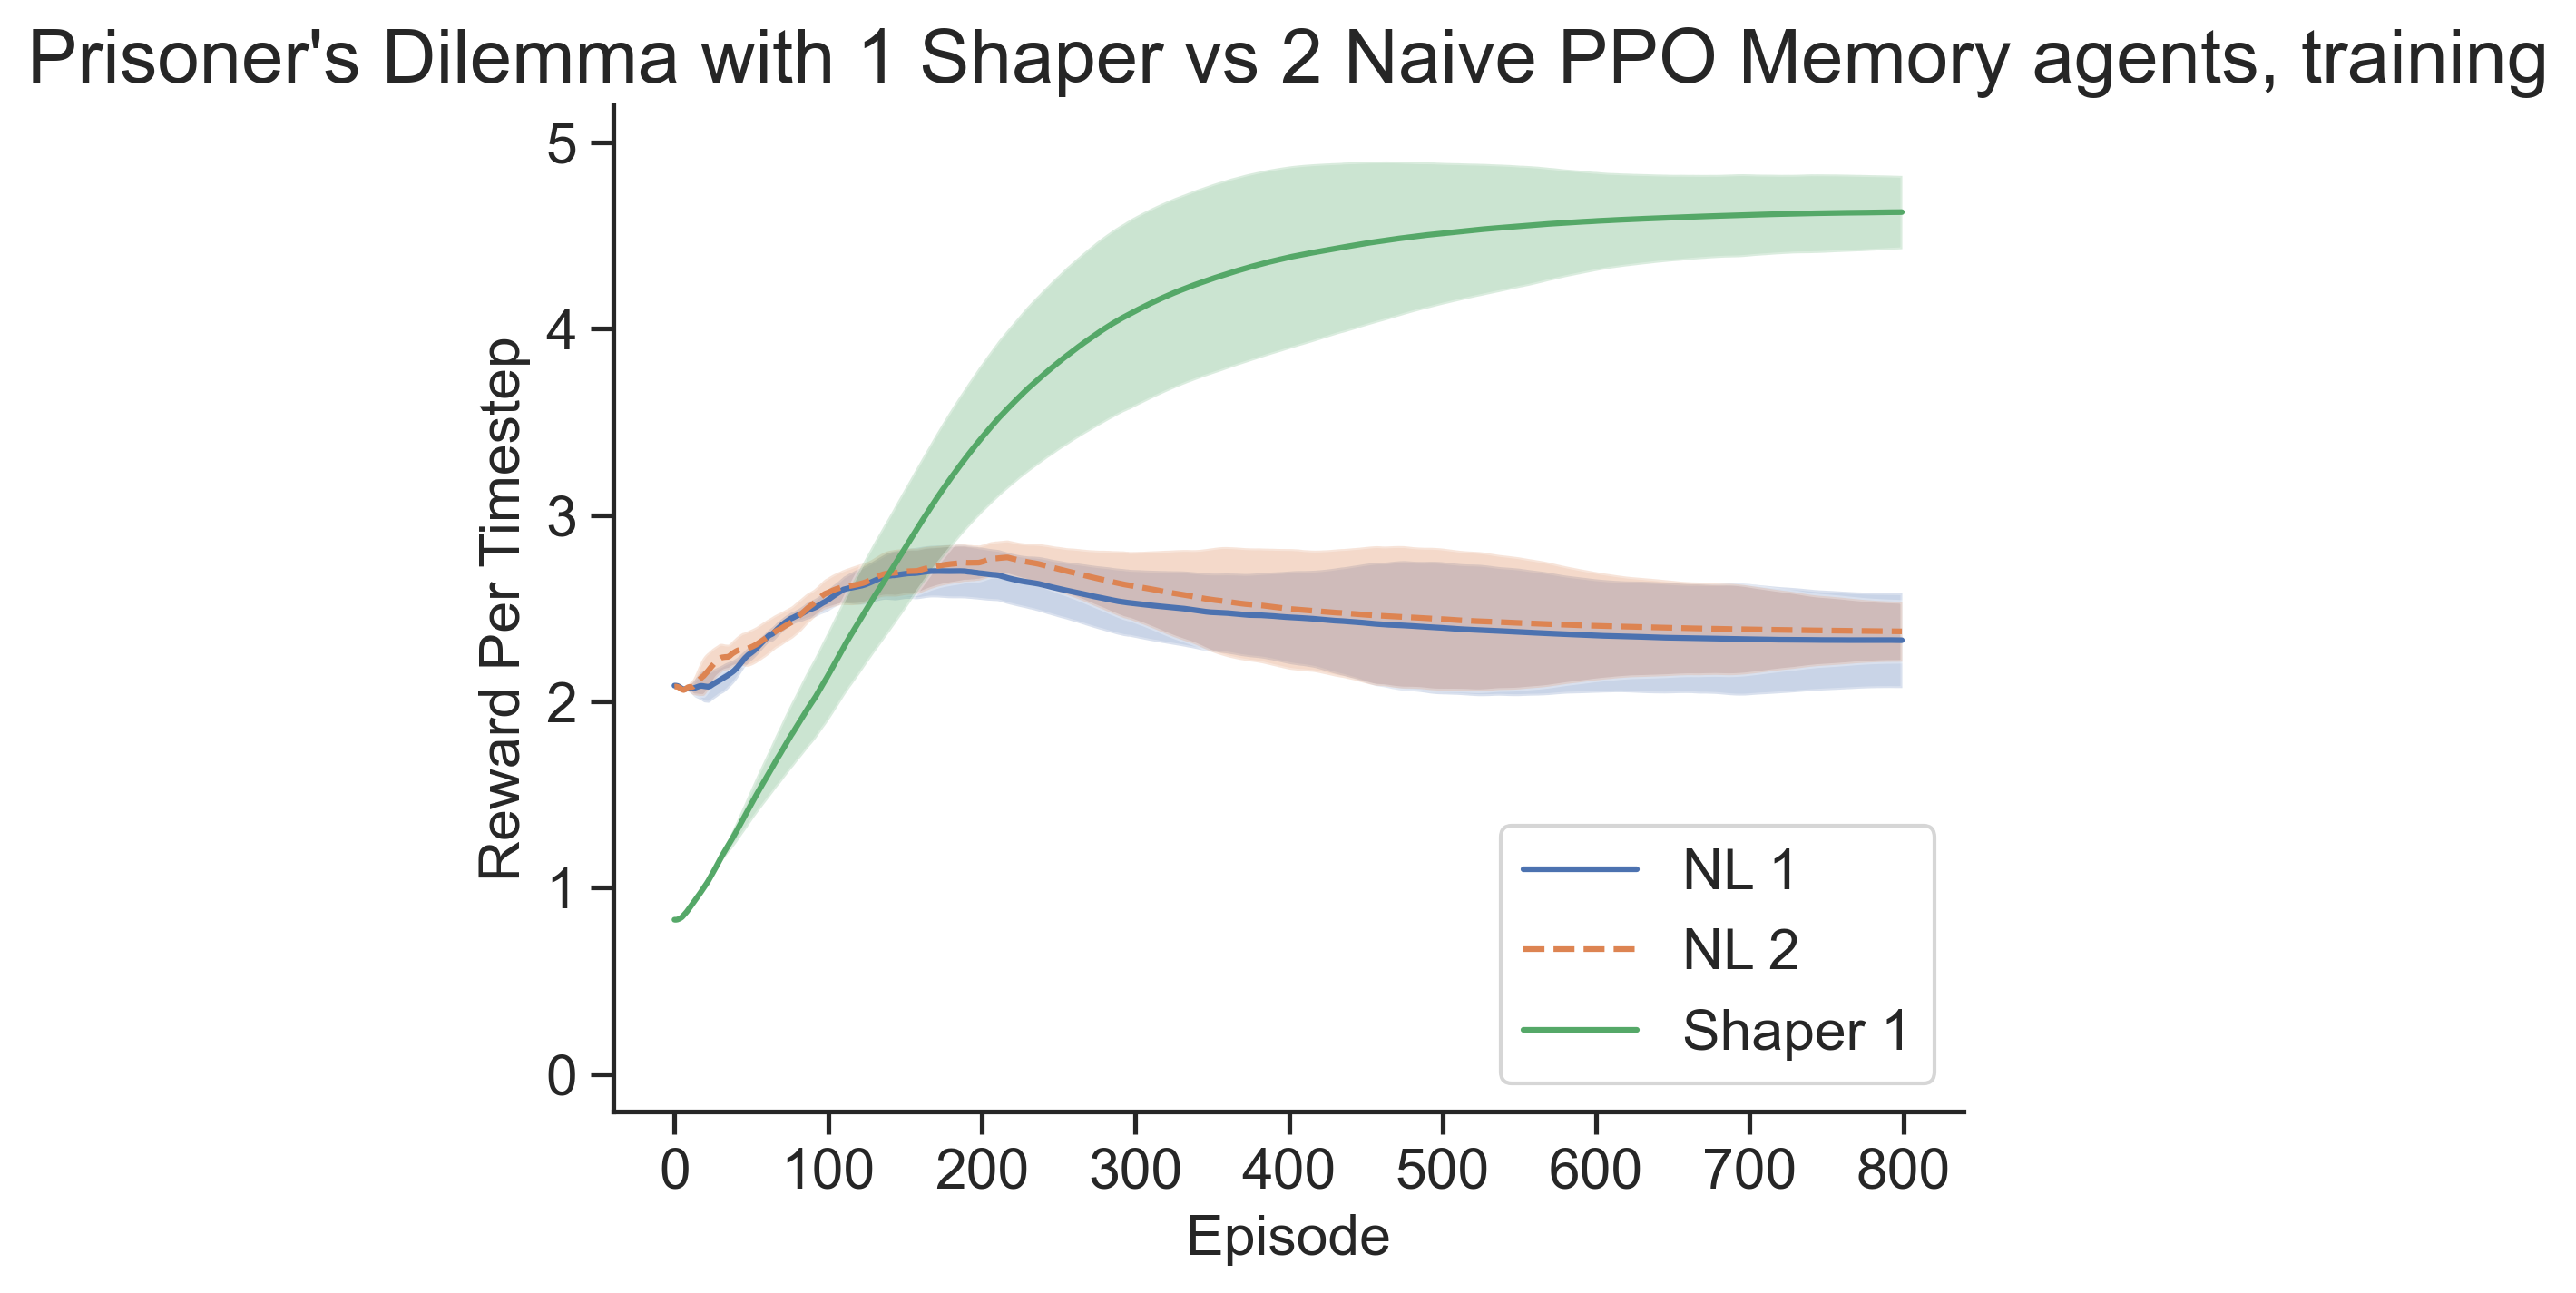 Prisoner's Dilemma with 1 Shaper vs 2 Naive PPO Memory agents, training
5
4
3
2
1
0
Reward Per Timestep
NL 1
NL 2
Shaper 1
0 100 200 300 400 500 600 700 800
Episode